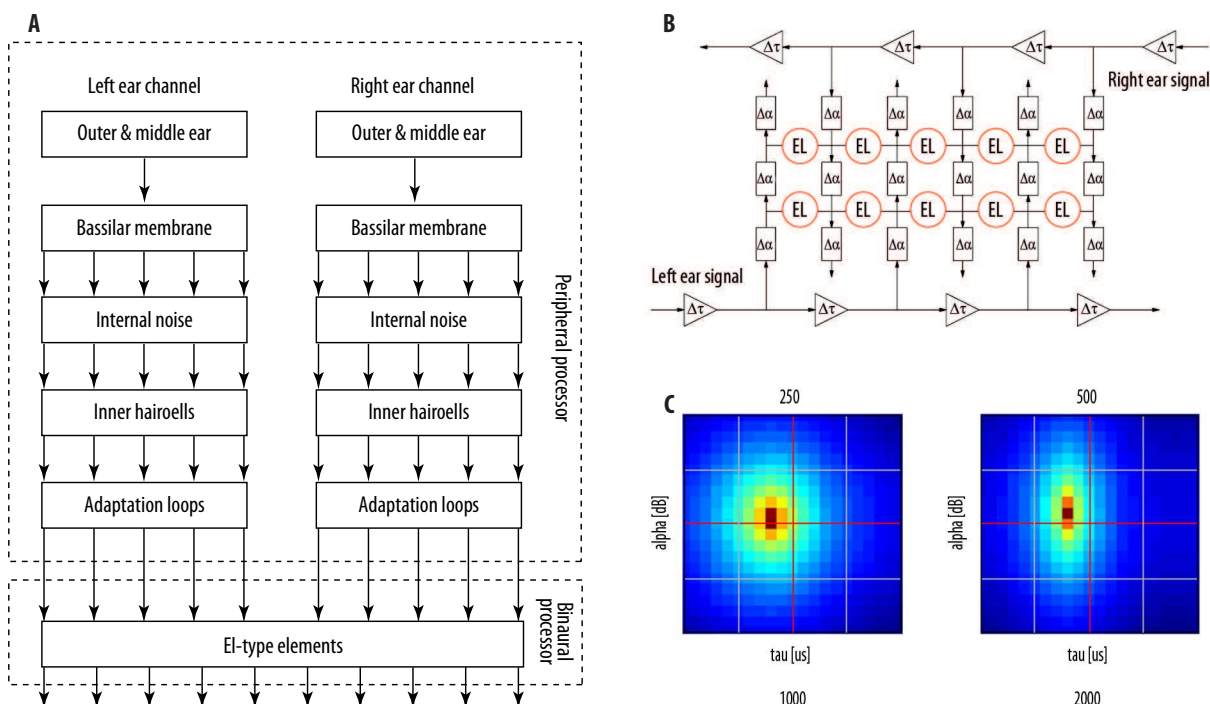 A
Left ear channel
Right ear channel
Outer & middle ear
Outer & middle ear
Bassilar membrane
Bassilar membrane
Internal noise
Internal noise
Inner hairoells
Inner hairoells
Adaptation loops
Adaptation loops
Peripherral processor
EI-type elements
Binaural
processor
B
Δτ Δτ Δτ Δτ
Right ear signal
Δα Δα Δα Δα Δα Δα
EL EL EL EL EL
Δα Δα Δα Δα Δα Δα
EL EL EL EL EL
Δα Δα Δα Δα Δα Δα
Left ear signal
Δτ Δτ Δτ Δτ
C
250
500
alpha [dB]
alpha [dB]
tau [us]
tau [us]
1000
2000